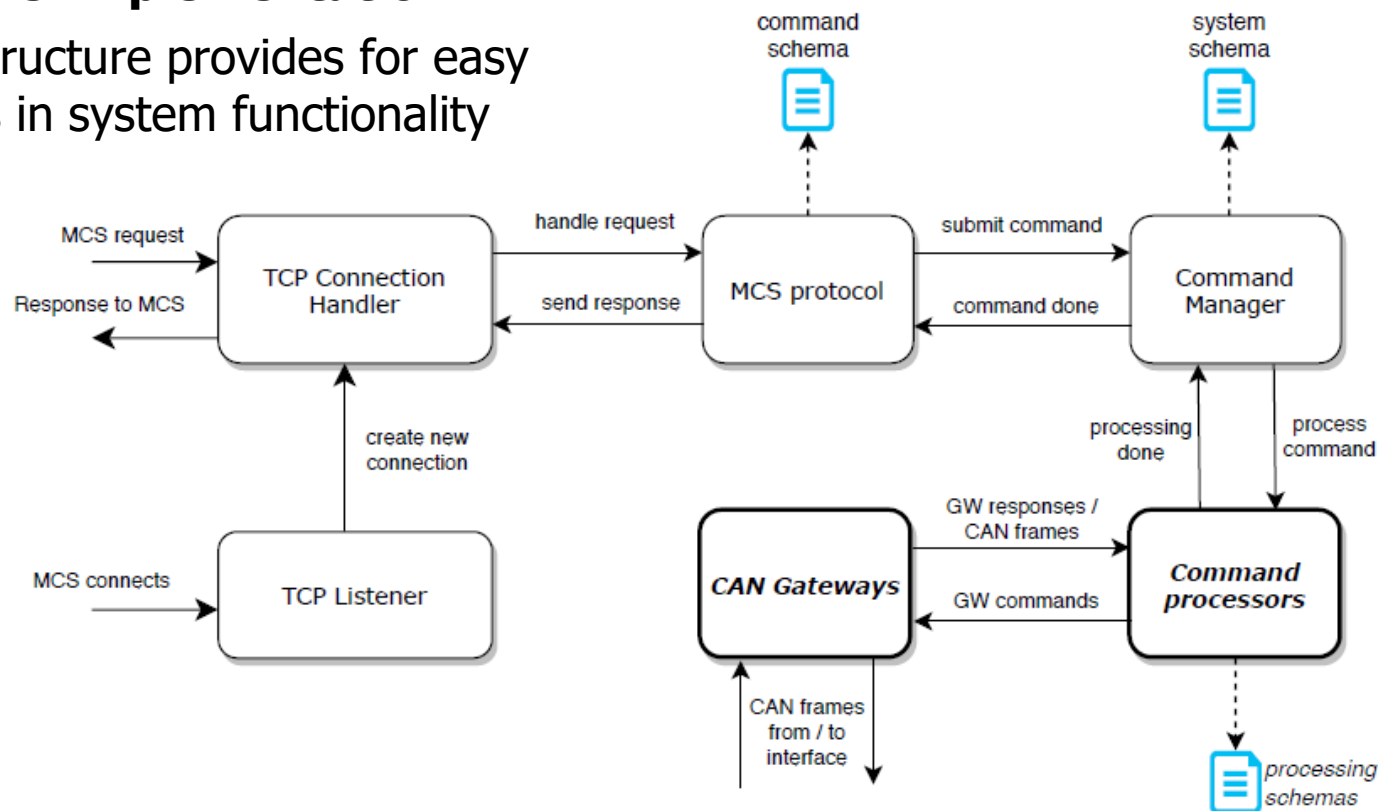 ructure provides for easy
in system functionality
command
schema
system
schema
MCS request
Response to MCS
TCP Connection
Handler
handle request
send response
MCS protocol
submit command
command done
Command
Manager
create new
connection
processing
done
process
command
MCS connects
TCP Listener
CAN Gateways
GW responses /
CAN frames
GW commands
Command
processors
CAN frames
from / to
interface
processing
schemas